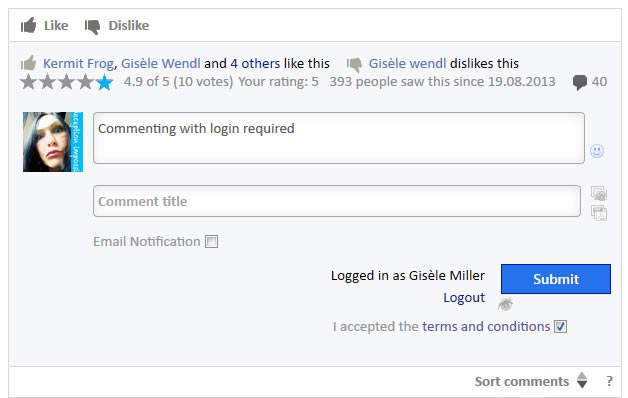 Like Dislike
Kermit Frog, Gisèle Wendl and 4 others like this Gisèle wendl dislikes this
4.9 of 5 (10 votes) Your rating: 5 393 people saw this since 19.08.2013 40
Commenting with login required
Comment title
Email Notification
Logged in as Gisèle Miller
Submit
Logout
I accepted the terms and conditions
Sort comments ?